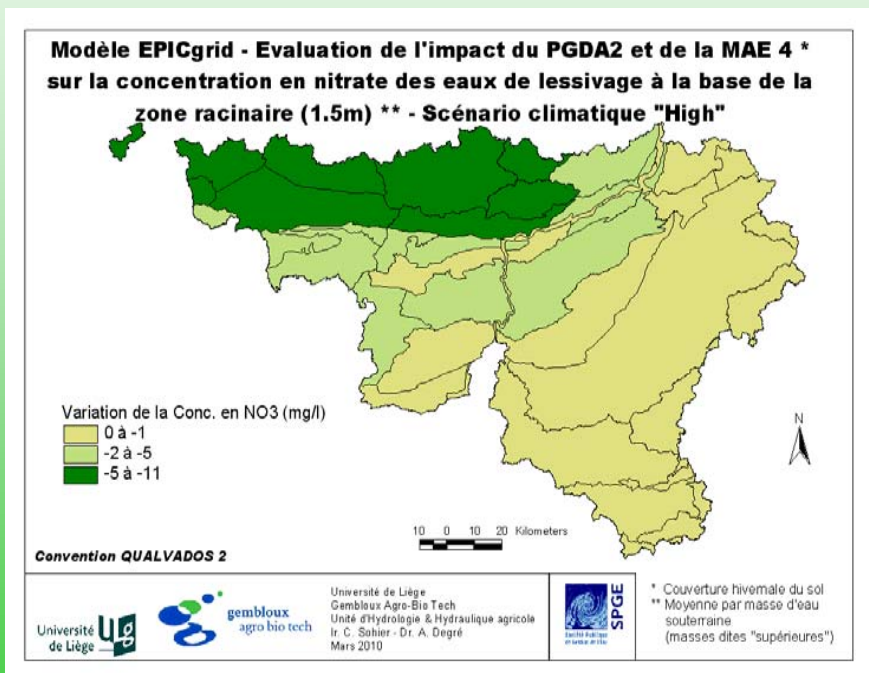 Modèle EPICgrid - Evaluation de l'impact du PGDA2 et de la MAE 4 *
sur la concentration en nitrate des eaux de lessivage à la base de la
zone racinaire (1.5m) ** - Scénario climatique "High"
Variation de la Conc. en NO3 (mg/l)
0 à -1
-2 à -5
-5 à -11
N
10 0 10 20 Kilometers
Convention QUALVADOS 2
Université
de Liège
gembloux
agro bio tech
Université de Liège
Gembloux Agro-Bio Tech
Unité d'Hydrologie & Hydraulique agricole
Ir. C. Sohier - Dr. A. Degré
Mars 2010
SPGE
* Couverture hivernale du sol
** Moyenne par masse d'eau
souterraine
(masses dites "supérieures")